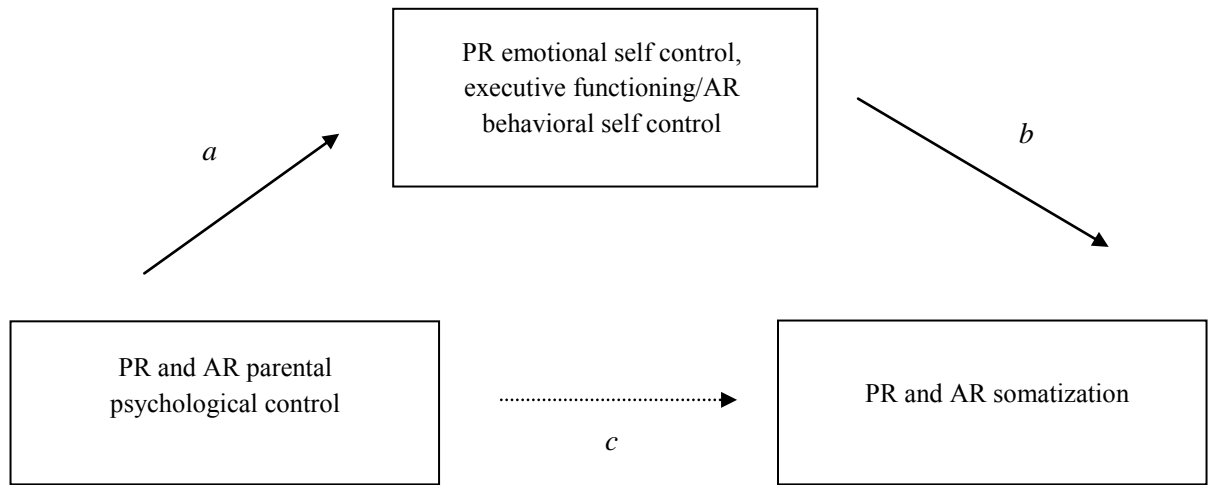 PR emotional self control,
executive functioning/AR
behavioral self control
a
b
PR and AR parental
psychological control
PR and AR somatization
c